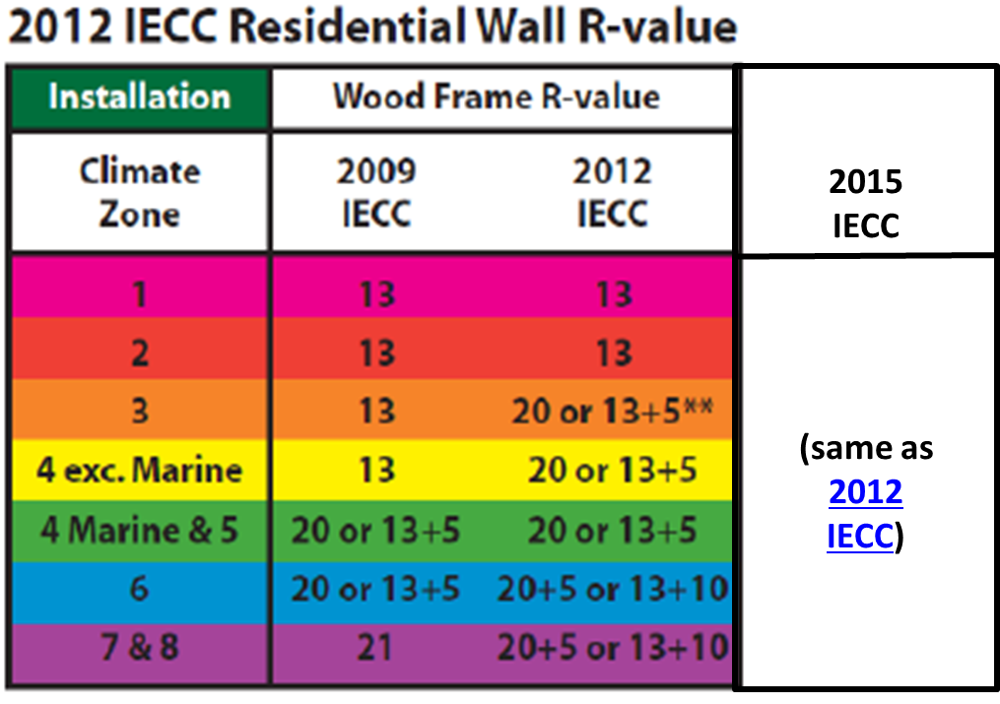 2012 IECC Residential Wall R-value
Installation Wood Frame R-value
Climate Zone 2009 IECC 2012 IECC 2015 IECC
1 13 13
2 13 13
3 13 20 or 13+5**
4 exc. Marine 13 20 or 13+5
4 Marine & 5 20 or 13+5 20 or 13+5
6 20 or 13+5 20+5 or 13+10
7 & 8 21 20+5 or 13+10
(same as
2012
IECC)